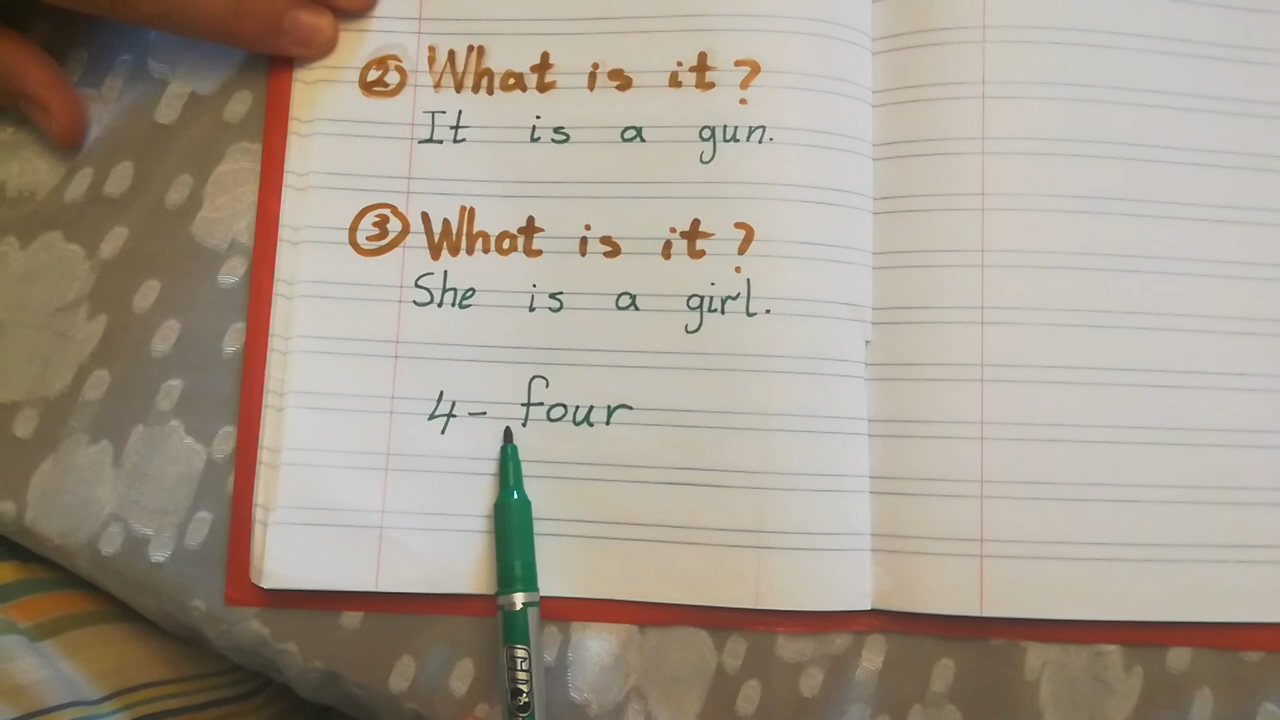 ② What is it?
It is a gun.
③ What is it?
She is a girl.
4- four